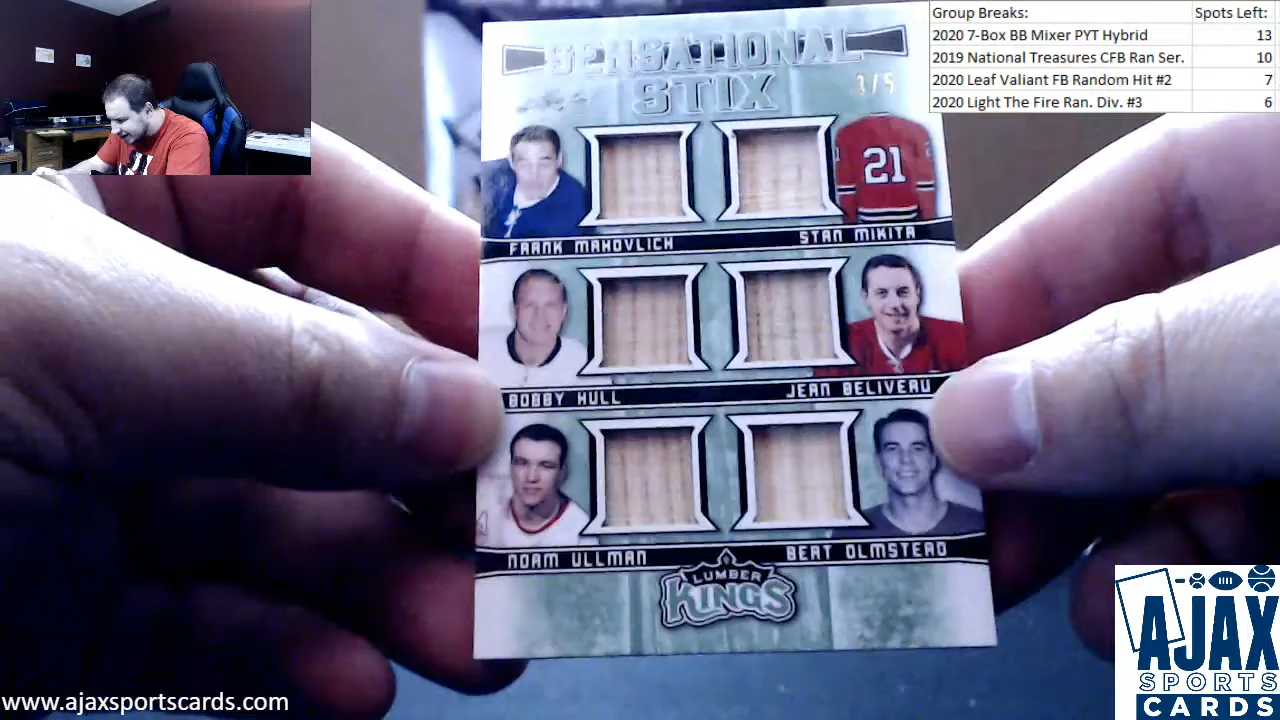 Group Breaks: Spots Left:
2020 7-Box BB Mixer PYT Hybrid 13
2019 National Treasures CFB Ran Ser. 10
2020 Leaf Valiant FB Random Hit #2 7
2020 Light The Fire Ran. Div. #3 6
SENSATIONAL
STIX
3/5
21
FRANK MAHOVLICH STAN MIKITA
BOBBY HULL JEAN BELIVEAU
NORM ULLMAN BERT OLMSTEAD
LUMBER
KINGS
www.ajaxsportscards.com
AJAX
SPORTS
CARDS